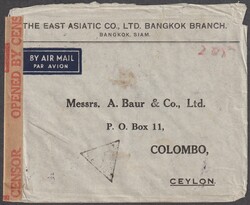 THE EAST ASIATIC CO., LTD. BANGKOK BRANCH.
BANGKOK, SIAM.
BY AIR MAIL
PAR AVION
Messrs. A. Baur & Co., Ltd.
P. O. Box 11,
COLOMBO,
CEYLON.
OPENED BY CENS
CENSOR